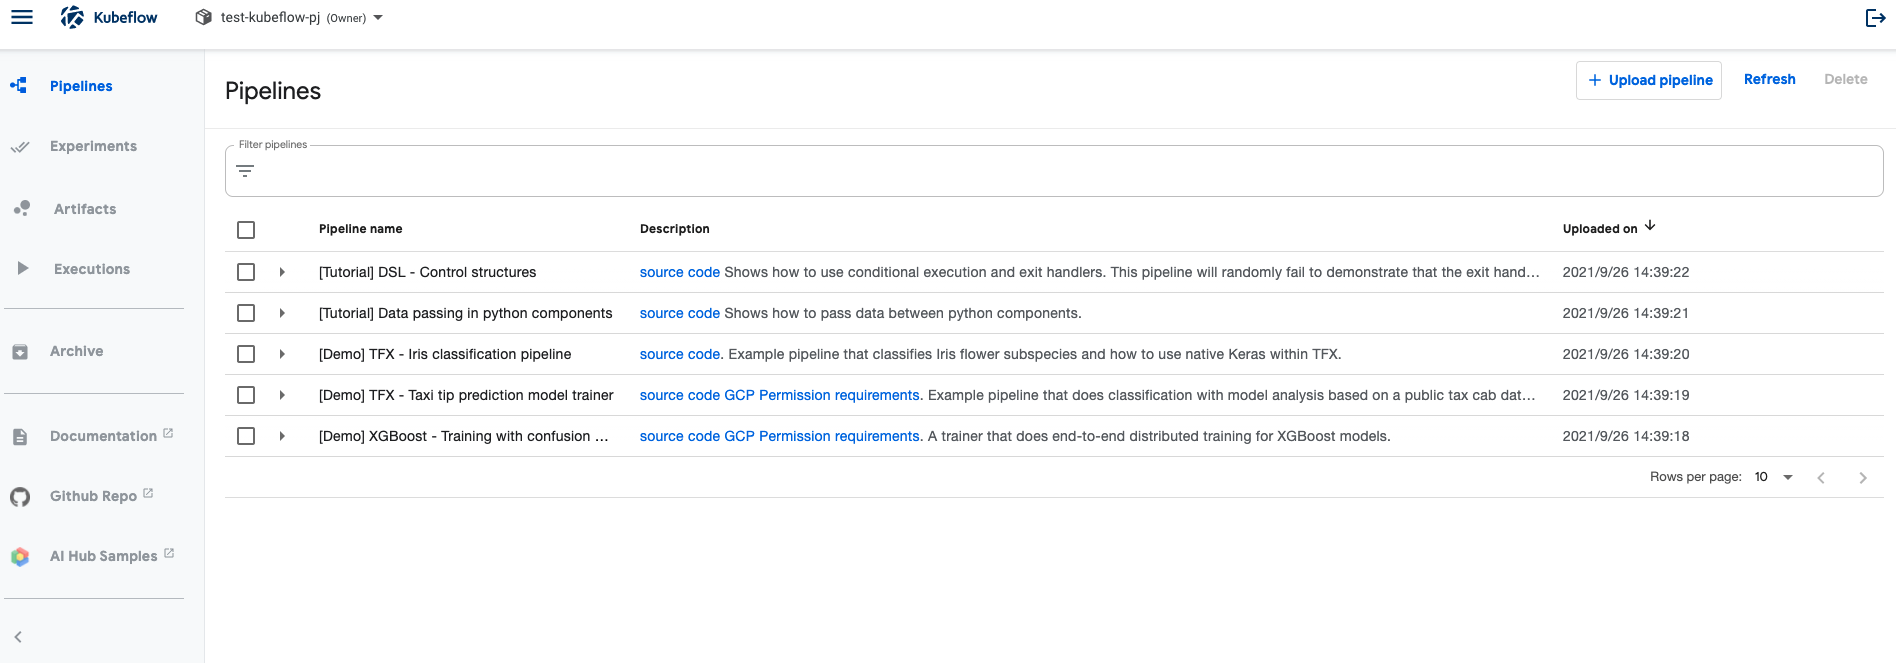 Kubeflow test-kubeflow-pj (Owner)
Pipelines
Experiments
Artifacts
Executions
Archive
Documentation
Github Repo
AI Hub Samples
Pipelines
+ Upload pipeline Refresh Delete
Filter pipelines
Pipeline name Description Uploaded on
[Tutorial] DSL - Control structures source code Shows how to use conditional execution and exit handlers. This pipeline will randomly fail to demonstrate that the exit hand... 2021/9/26 14:39:22
[Tutorial] Data passing in python components source code Shows how to pass data between python components. 2021/9/26 14:39:21
[Demo] TFX - Iris classification pipeline source code. Example pipeline that classifies Iris flower subspecies and how to use native Keras within TFX. 2021/9/26 14:39:20
[Demo] TFX - Taxi tip prediction model trainer source code GCP Permission requirements. Example pipeline that does classification with model analysis based on a public tax cab dat... 2021/9/26 14:39:19
[Demo] XGBoost - Training with confusion ... source code GCP Permission requirements. A trainer that does end-to-end distributed training for XGBoost models. 2021/9/26 14:39:18
Rows per page: 10